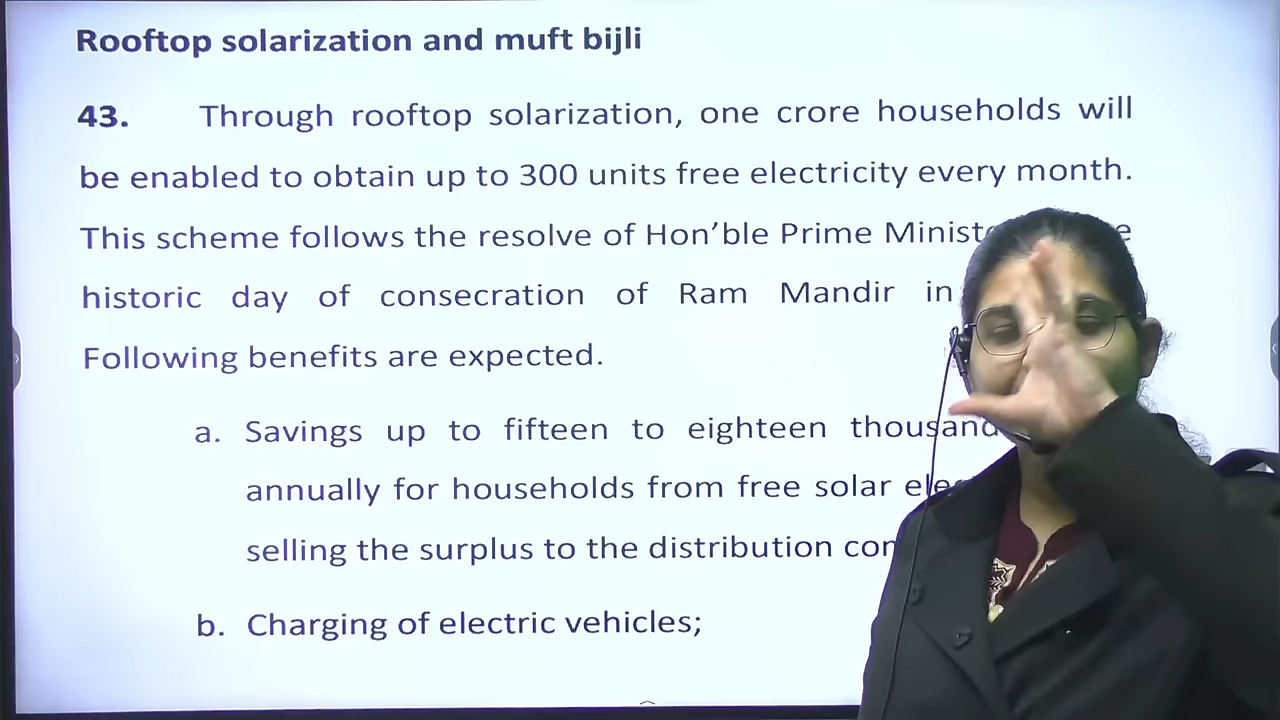 Rooftop solarization and muft bijli
43. Through rooftop solarization, one crore households will
be enabled to obtain up to 300 units free electricity every month.
This scheme follows the resolve of Hon’ble Prime
historic day of consecration of Ram Mandir in
Following benefits are expected.
a. Savings up to fifteen to eighteen thousand
annually for households from free solar
selling the surplus to the distribution
b. Charging of electric vehicles;